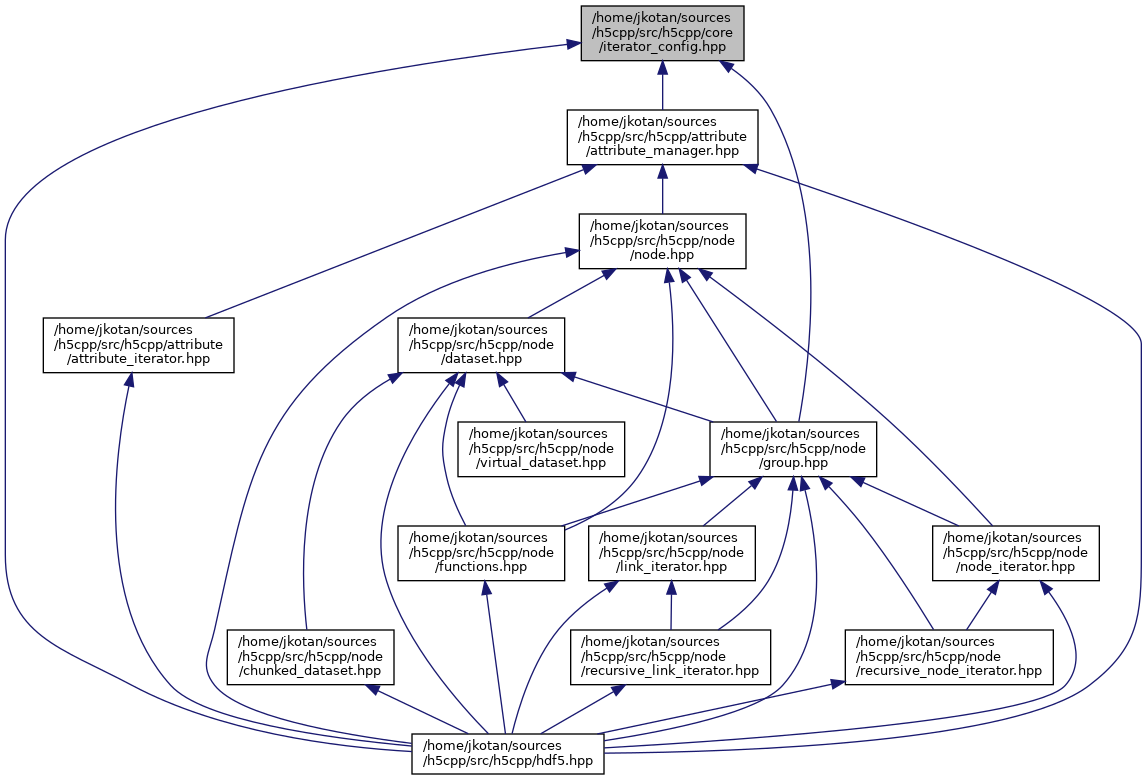 /home/jkotan/sources
/h5cpp/src/h5cpp/core
/iterator_config.hpp
/home/jkotan/sources
/h5cpp/src/h5cpp/attribute
/attribute_manager.hpp
/home/jkotan/sources
/h5cpp/src/h5cpp/node
/node.hpp
/home/jkotan/sources
/h5cpp/src/h5cpp/attribute
/attribute_iterator.hpp
/home/jkotan/sources
/h5cpp/src/h5cpp/node
/dataset.hpp
/home/jkotan/sources
/h5cpp/src/h5cpp/node
/virtual_dataset.hpp
/home/jkotan/sources
/h5cpp/src/h5cpp/node
/group.hpp
/home/jkotan/sources
/h5cpp/src/h5cpp/node
/functions.hpp
/home/jkotan/sources
/h5cpp/src/h5cpp/node
/link_iterator.hpp
/home/jkotan/sources
/h5cpp/src/h5cpp/node
/node_iterator.hpp
/home/jkotan/sources
/h5cpp/src/h5cpp/node
/chunked_dataset.hpp
/home/jkotan/sources
/h5cpp/src/h5cpp/node
/recursive_link_iterator.hpp
/home/jkotan/sources
/h5cpp/src/h5cpp/node
/recursive_node_iterator.hpp
/home/jkotan/sources
/h5cpp/src/h5cpp/hdf5.hpp